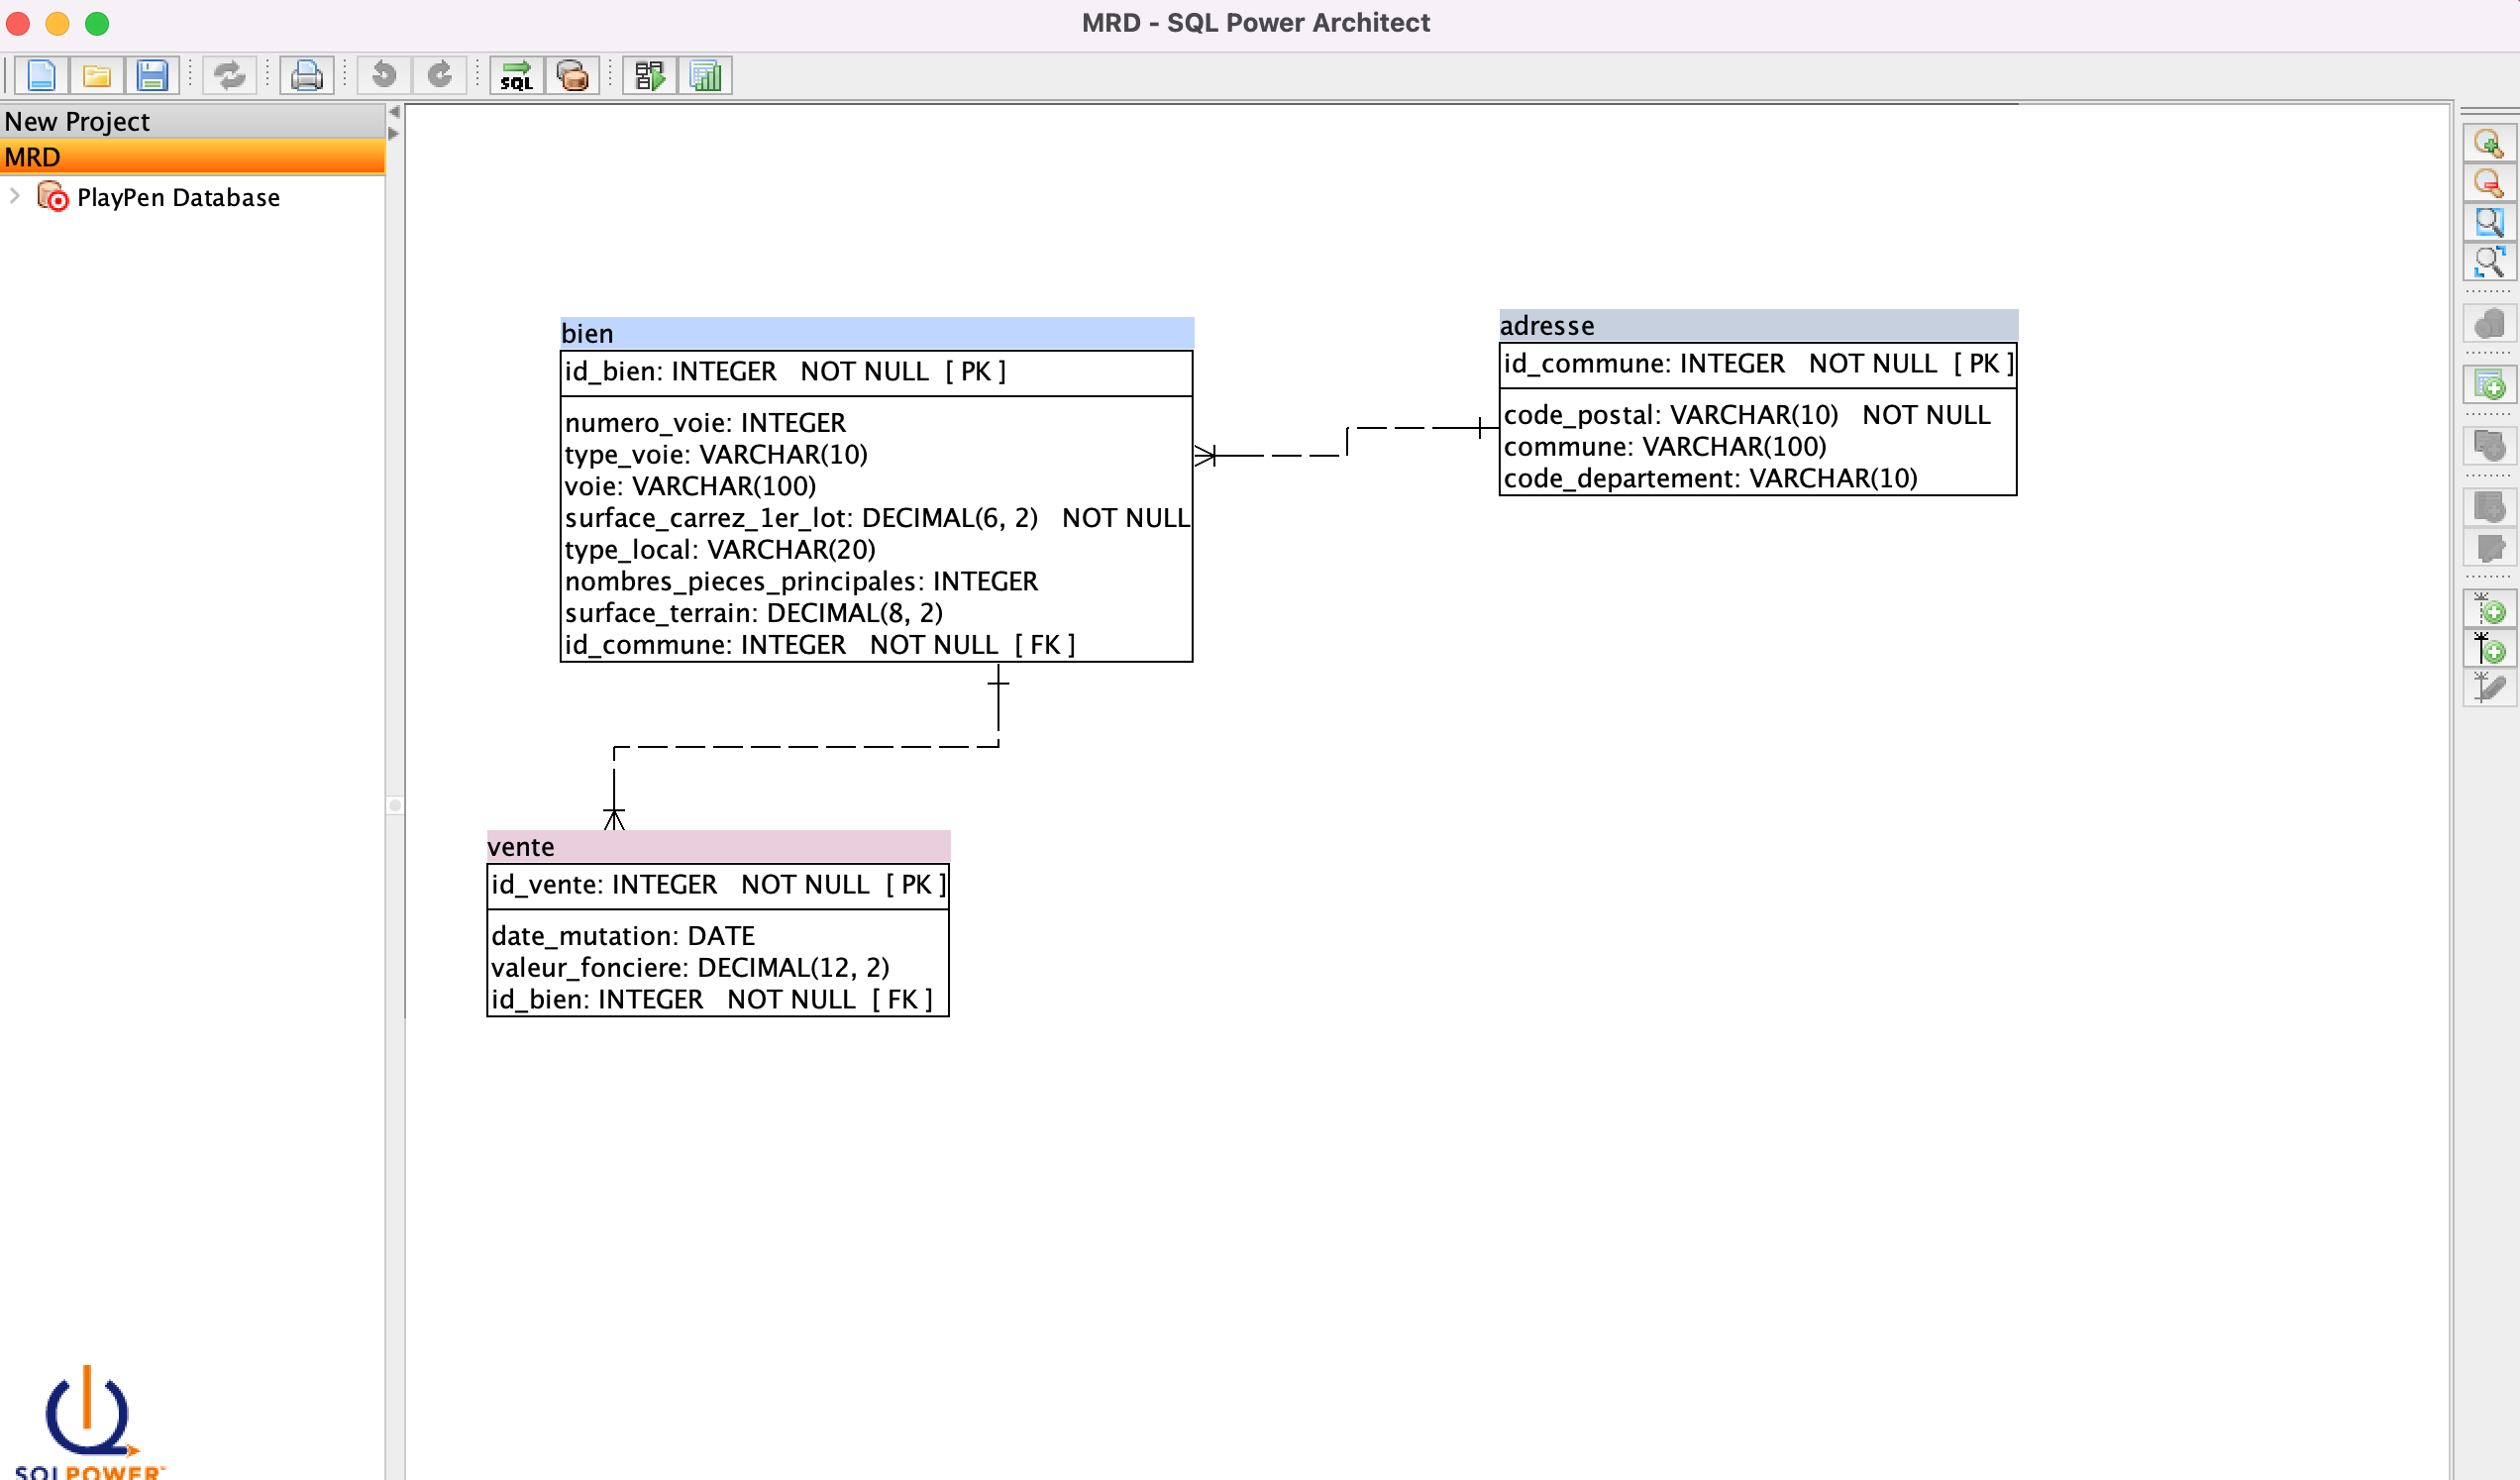 MRD - SQL Power Architect
SQL
New Project
MRD
PlayPen Database
bien
id_bien: INTEGER NOT NULL [ PK ]
numero_voie: INTEGER
type_voie: VARCHAR(10)
voie: VARCHAR(100)
surface_carrez_1er_lot: DECIMAL(6, 2) NOT NULL
type_local: VARCHAR(20)
nombres_pieces_principales: INTEGER
surface_terrain: DECIMAL(8, 2)
id_commune: INTEGER NOT NULL [ FK ]
adresse
id_commune: INTEGER NOT NULL [ PK ]
code_postal: VARCHAR(10) NOT NULL
commune: VARCHAR(100)
code_departement: VARCHAR(10)
vente
id_vente: INTEGER NOT NULL [ PK ]
date_mutation: DATE
valeur_fonciere: DECIMAL(12, 2)
id_bien: INTEGER NOT NULL [ FK ]
SQLPOWER